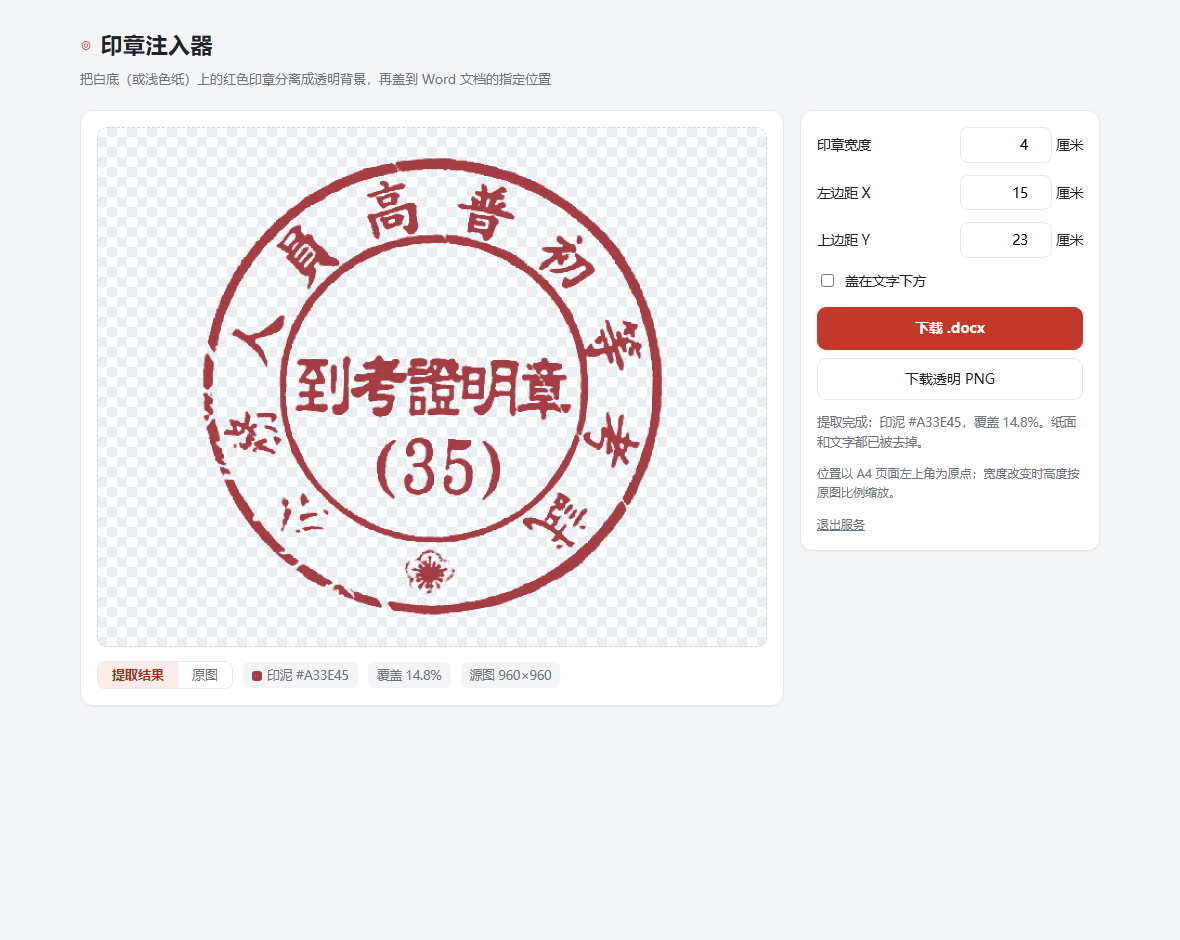 印章注入器
把白底（或浅色纸）上的红色印章分离成透明背景，再盖到 Word 文档的指定位置
人員高普初等考試
到考證明章
(35)
提取结果
原图
印泥 #A33E45
覆盖 14.8%
源图 960×960
印章宽度
4
厘米
左边距 X
15
厘米
上边距 Y
23
厘米
盖在文字下方
下载 .docx
下载透明 PNG
提取完成：印泥 #A33E45，覆盖 14.8%。纸面
和文字都已被去掉。
位置以 A4 页面左上角为原点；宽度改变时高度按
原图比例缩放。
退出服务